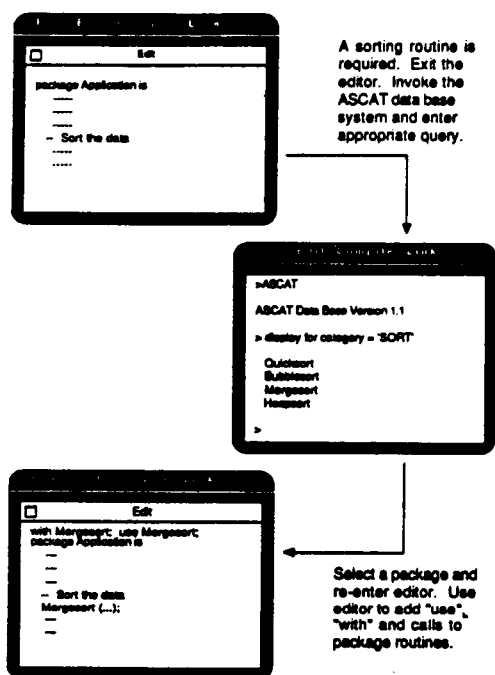 Edit
package Application is
-- Sort the data
A sorting routine is
required. Exit the
editor. Invoke the
ASCAT data base
system and enter
appropriate query.
Edit Compile Link
>ASCAT
ASCAT Data Base Version 1.1
> display for category = 'SORT'
Quicksort
Bubblesort
Mergesort
Heapsort
>
Edit
with Mergesort; use Mergesort;
package Application is
-- Sort the data
Mergesort (...);
Select a package and
re-enter editor. Use
editor to add "use",
"with" and calls to
package routines.